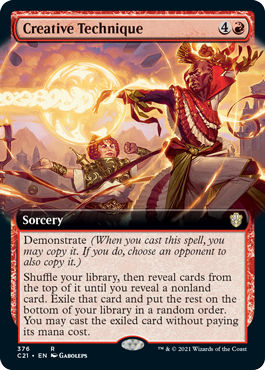 Creative Technique 4
Sorcery
Demonstrate (When you cast this spell, you
may copy it. If you do, choose an opponent to
also copy it.)
Shuffle your library, then reveal cards from
the top of it until you reveal a nonland
card. Exile that card and put the rest on the
bottom of your library in a random order.
You may cast the exiled card without paying
its mana cost.
376 R
C21 • EN GABOLEPS
™ & © 2021 Wizards of the Coast